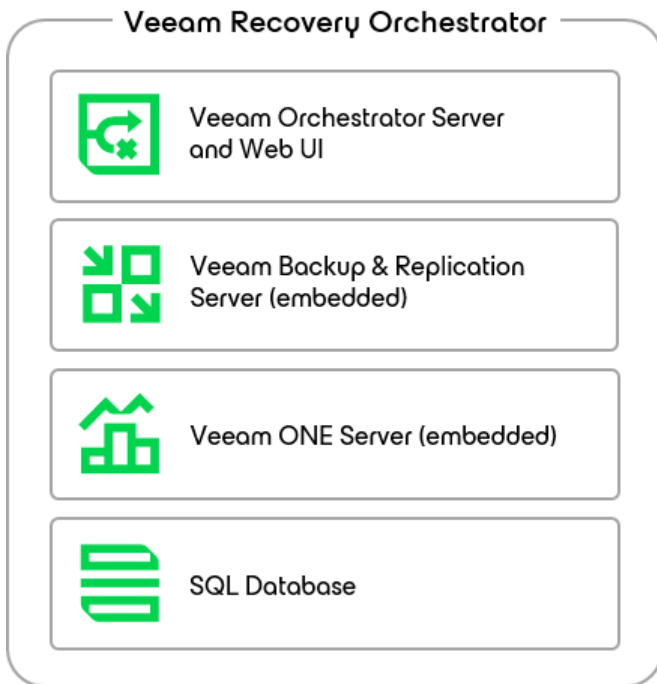 Veeam Recovery Orchestrator
Veeam Orchestrator Server
and Web UI
Veeam Backup & Replication
Server (embedded)
Veeam ONE Server (embedded)
SQL Database